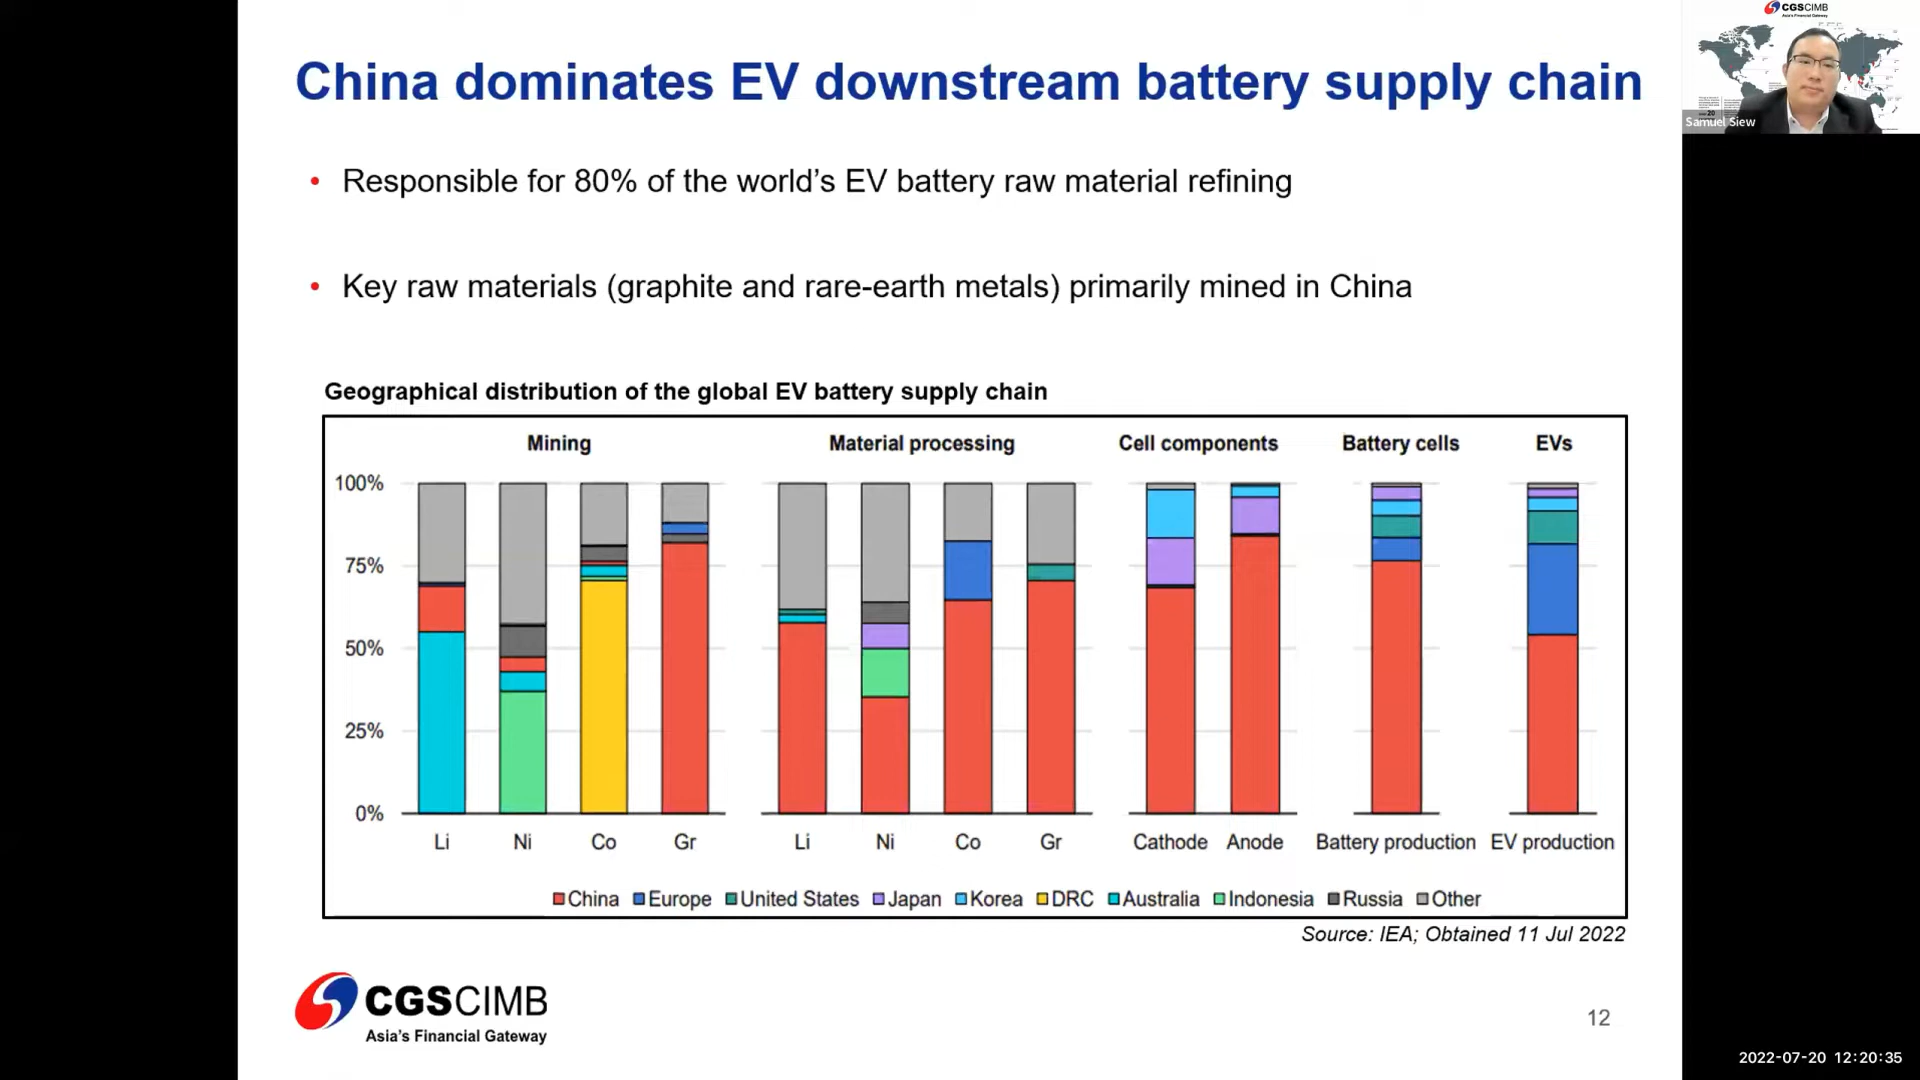 China dominates EV downstream battery supply chain
• Responsible for 80% of the world's EV battery raw material refining
• Key raw materials (graphite and rare-earth metals) primarily mined in China
Geographical distribution of the global EV battery supply chain
Mining Material processing Cell components Battery cells EVs
100%
75%
50%
25%
0%
Li Ni Co Gr Li Ni Co Gr Cathode Anode Battery production EV production
China Europe United States Japan Korea DRC Australia Indonesia Russia Other
Source: IEA; Obtained 11 Jul 2022
CGSCIMB
Asia's Financial Gateway
12
CGSCIMB
Asia's Financial Gateway
Samuel Siew
2022-07-20 12:20:35